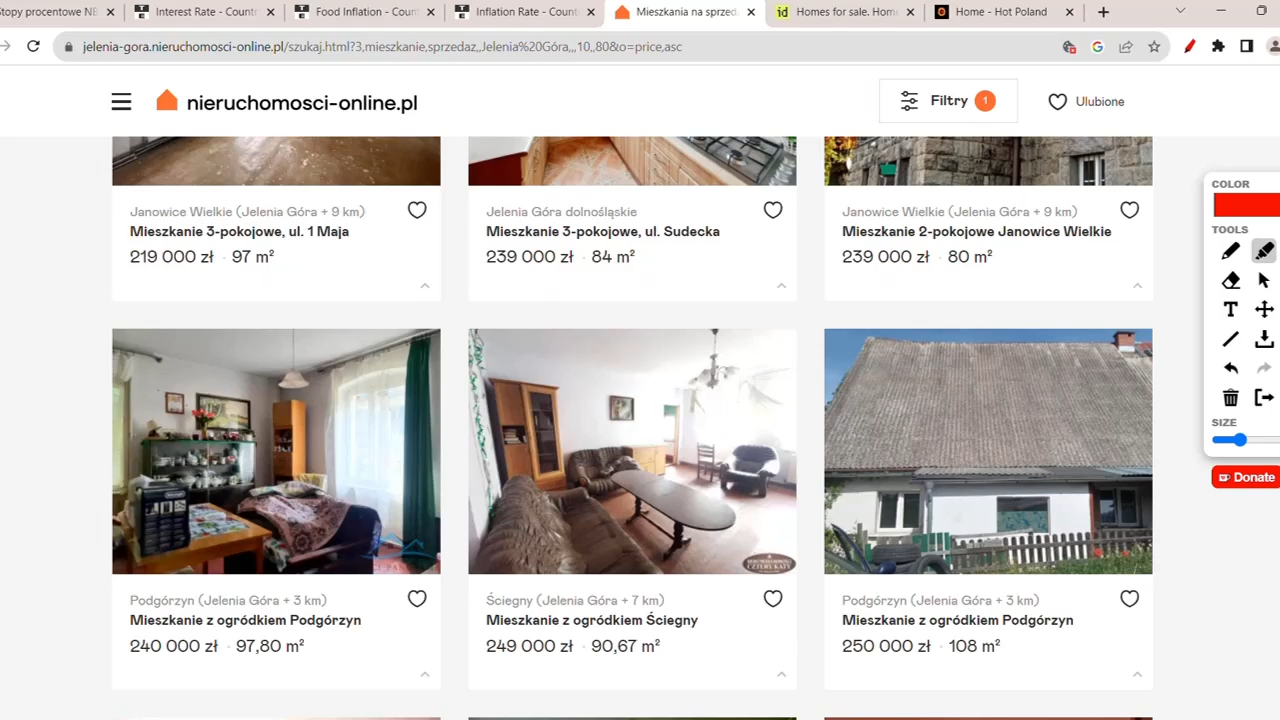 stopy procentowe NB
Interest Rate - Coun
Food Inflation - Coun
Inflation Rate - Count
Mieszkania na sprzed
Homes for sale. Hom
Home - Hot Poland
jelenia-gora.nieruchomosci-online.pl/szukaj.html?3,mieszkanie,sprzedaz,,Jelenia%20Góra,,,10,,80&o=price,asc
nieruchomosci-online.pl
Filtry 1
Ulubione
Janowice Wielkie (Jelenia Góra + 9 km)
Mieszkanie 3-pokojowe, ul. 1 Maja
219 000 zł · 97 m²
Jelenia Góra dolnośląskie
Mieszkanie 3-pokojowe, ul. Sudecka
239 000 zł · 84 m²
Janowice Wielkie (Jelenia Góra + 9 km)
Mieszkanie 2-pokojowe Janowice Wielkie
239 000 zł · 80 m²
Podgórzyn (Jelenia Góra + 3 km)
Mieszkanie z ogródkiem Podgórzyn
240 000 zł · 97,80 m²
Ściegny (Jelenia Góra + 7 km)
Mieszkanie z ogródkiem Ściegny
249 000 zł · 90,67 m²
Podgórzyn (Jelenia Góra + 3 km)
Mieszkanie z ogródkiem Podgórzyn
250 000 zł · 108 m²
COLOR
TOOLS
T
SIZE
Donate